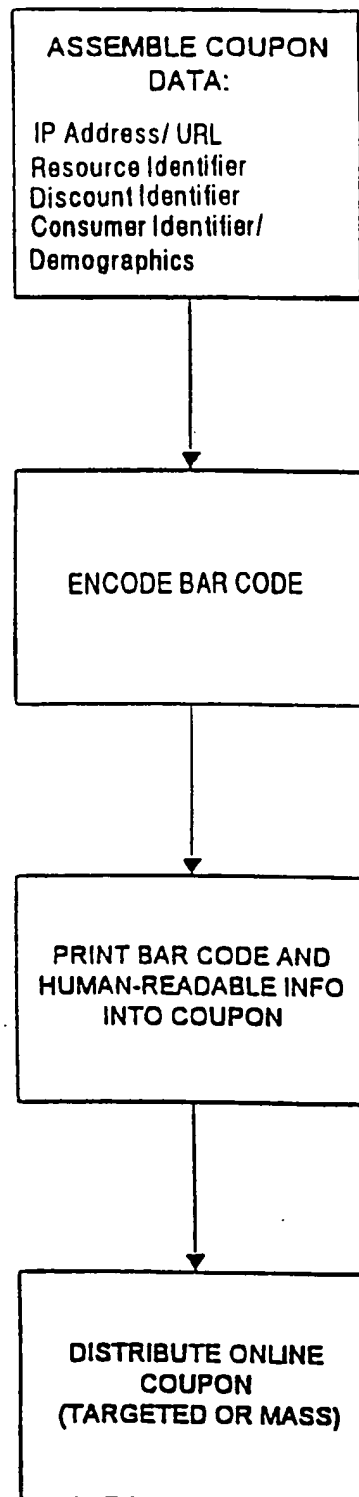 ASSEMBLE COUPON
DATA:
IP Address/ URL
Resource Identifier
Discount Identifier
Consumer Identifier/
Demographics
ENCODE BAR CODE
PRINT BAR CODE AND
HUMAN-READABLE INFO
INTO COUPON
DISTRIBUTE ONLINE
COUPON
(TARGETED OR MASS)